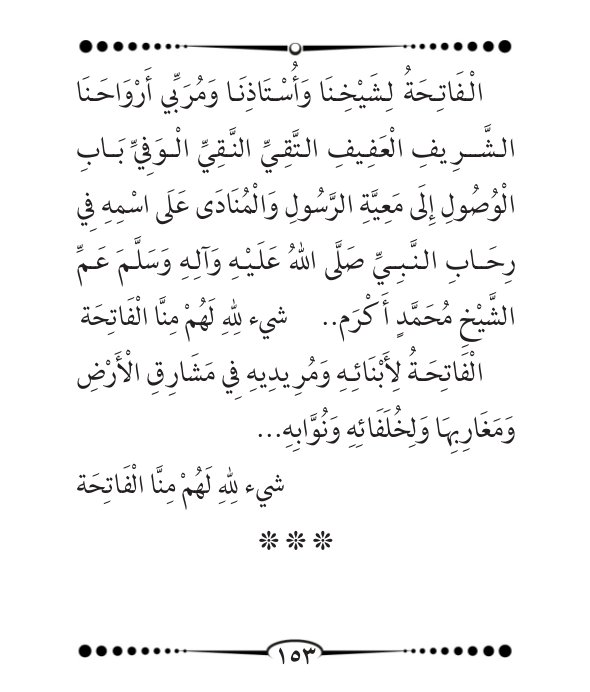 الْفَاتِحَةُ لِشَيْخِنَا وَأُسْتَاذِنَا وَمُرَبِّي أَرْوَاحَنَا
الشَّرِيفِ الْعَفِيفِ التَّقِيِّ النَّقِيِّ الْوَفِيِّ بَابِ
الْوُصُولِ إِلَى مَعِيَّةِ الرَّسُولِ وَالْمُنَادَى عَلَى اسْمِهِ فِي
رِحَابِ النَّبِيِّ صَلَّى اللهُ عَلَيْهِ وَآلِهِ وَسَلَّمَ عَمِّ
الشَّيْخِ مُحَمَّدٍ أَكْرَم.. شيء لِلهِ لَهُمْ مِنَّا الْفَاتِحَة
الْفَاتِحَةُ لِأَبْنَائِهِ وَمُرِيدِيهِ فِي مَشَارِقِ الْأَرْضِ
وَمَغَارِبِهَا وَلِخُلَفَائِهِ وَنُوَّابِهِ...
شيء لِلهِ لَهُمْ مِنَّا الْفَاتِحَة
١٥٣